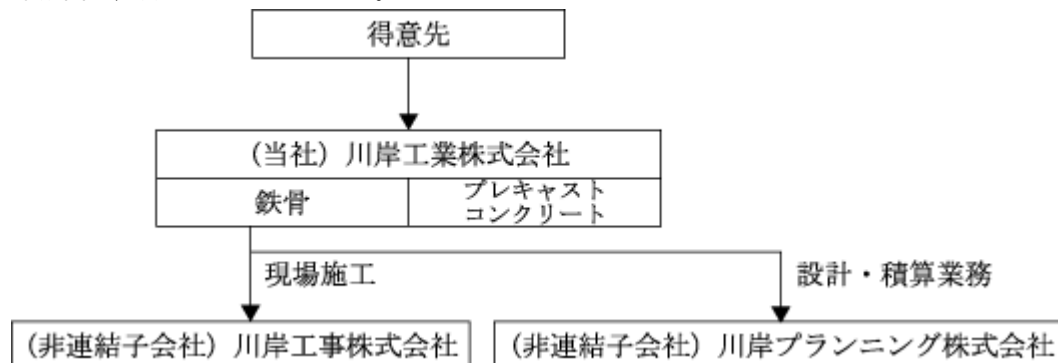 得意先
(当社) 川岸工業株式会社
鉄骨
プレキャスト
コンクリート
現場施工
設計・積算業務
(非連結子会社) 川岸工事株式会社
(非連結子会社) 川岸プランニング株式会社